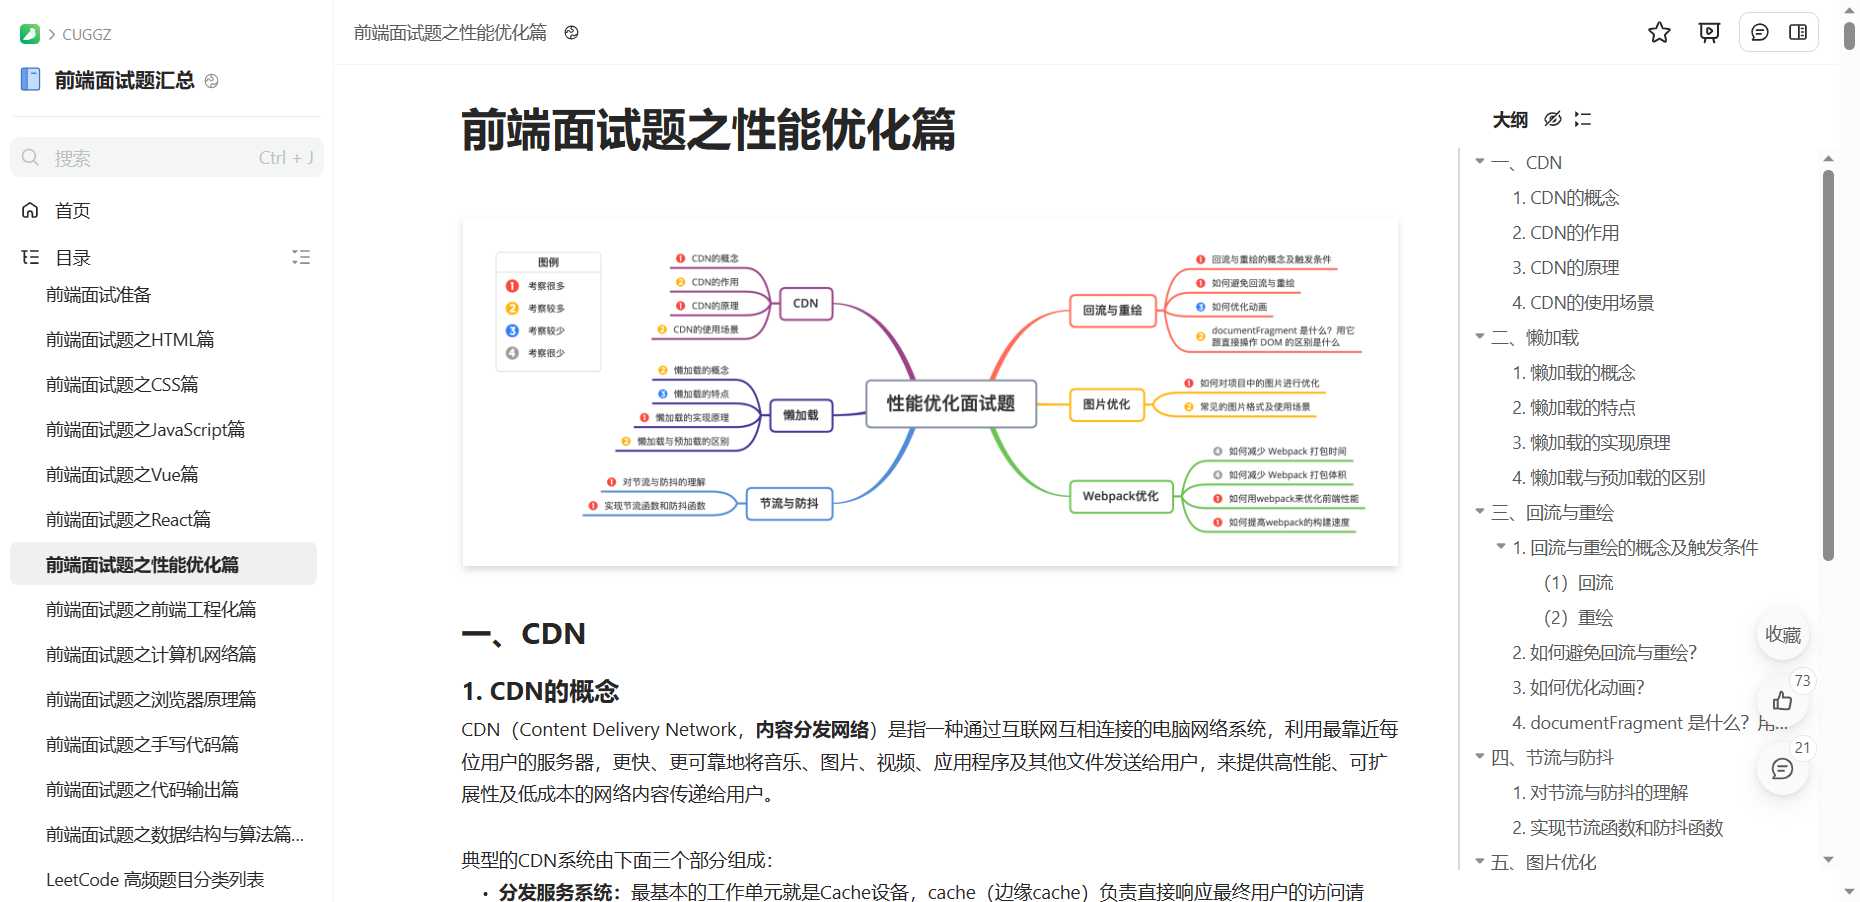 CUGGZ
前端面试题汇总
搜索
Ctrl + J
首页
目录
前端面试准备
前端面试题之HTML篇
前端面试题之CSS篇
前端面试题之JavaScript篇
前端面试题之Vue篇
前端面试题之React篇
前端面试题之性能优化篇
前端面试题之前端工程化篇
前端面试题之计算机网络篇
前端面试题之浏览器原理篇
前端面试题之手写代码篇
前端面试题之代码输出篇
前端面试题之数据结构与算法篇...
LeetCode 高频题目分类列表
前端面试题之性能优化篇
前端面试题之性能优化篇
图例
1 考察很多
2 考察较多
3 考察较少
4 考察很少
1 CDN的概念
2 CDN的作用
1 CDN的原理
2 CDN的使用场景
CDN
2 懒加载的概念
3 懒加载的特点
1 懒加载的实现原理
2 懒加载与预加载的区别
懒加载
1 对节流与防抖的理解
1 实现节流函数和防抖函数
节流与防抖
性能优化面试题
回流与重绘
1 回流与重绘的概念及触发条件
1 如何避免回流与重绘
3 如何优化动画
2 documentFragment 是什么？用它
跟直接操作 DOM 的区别是什么
图片优化
1 如何对项目中的图片进行优化
2 常见的图片格式及使用场景
Webpack优化
4 如何减少 Webpack 打包时间
4 如何减少 Webpack 打包体积
1 如何用webpack来优化前端性能
1 如何提高webpack的构建速度
一、CDN
1. CDN的概念
CDN（Content Delivery Network，内容分发网络）是指一种通过互联网互相连接的电脑网络系统，利用最靠近每
位用户的服务器，更快、更可靠地将音乐、图片、视频、应用程序及其他文件发送给用户，来提供高性能、可扩
展性及低成本的网络内容传递给用户。
典型的CDN系统由下面三个部分组成：
• 分发服务系统：最基本的工作单元就是Cache设备，cache（边缘cache）负责直接响应最终用户的访问请
大纲
一、CDN
1. CDN的概念
2. CDN的作用
3. CDN的原理
4. CDN的使用场景
二、懒加载
1. 懒加载的概念
2. 懒加载的特点
3. 懒加载的实现原理
4. 懒加载与预加载的区别
三、回流与重绘
1. 回流与重绘的概念及触发条件
（1）回流
（2）重绘
2. 如何避免回流与重绘？
3. 如何优化动画？
4. documentFragment 是什么？用...
四、节流与防抖
1. 对节流与防抖的理解
2. 实现节流函数和防抖函数
五、图片优化
收藏
73
21